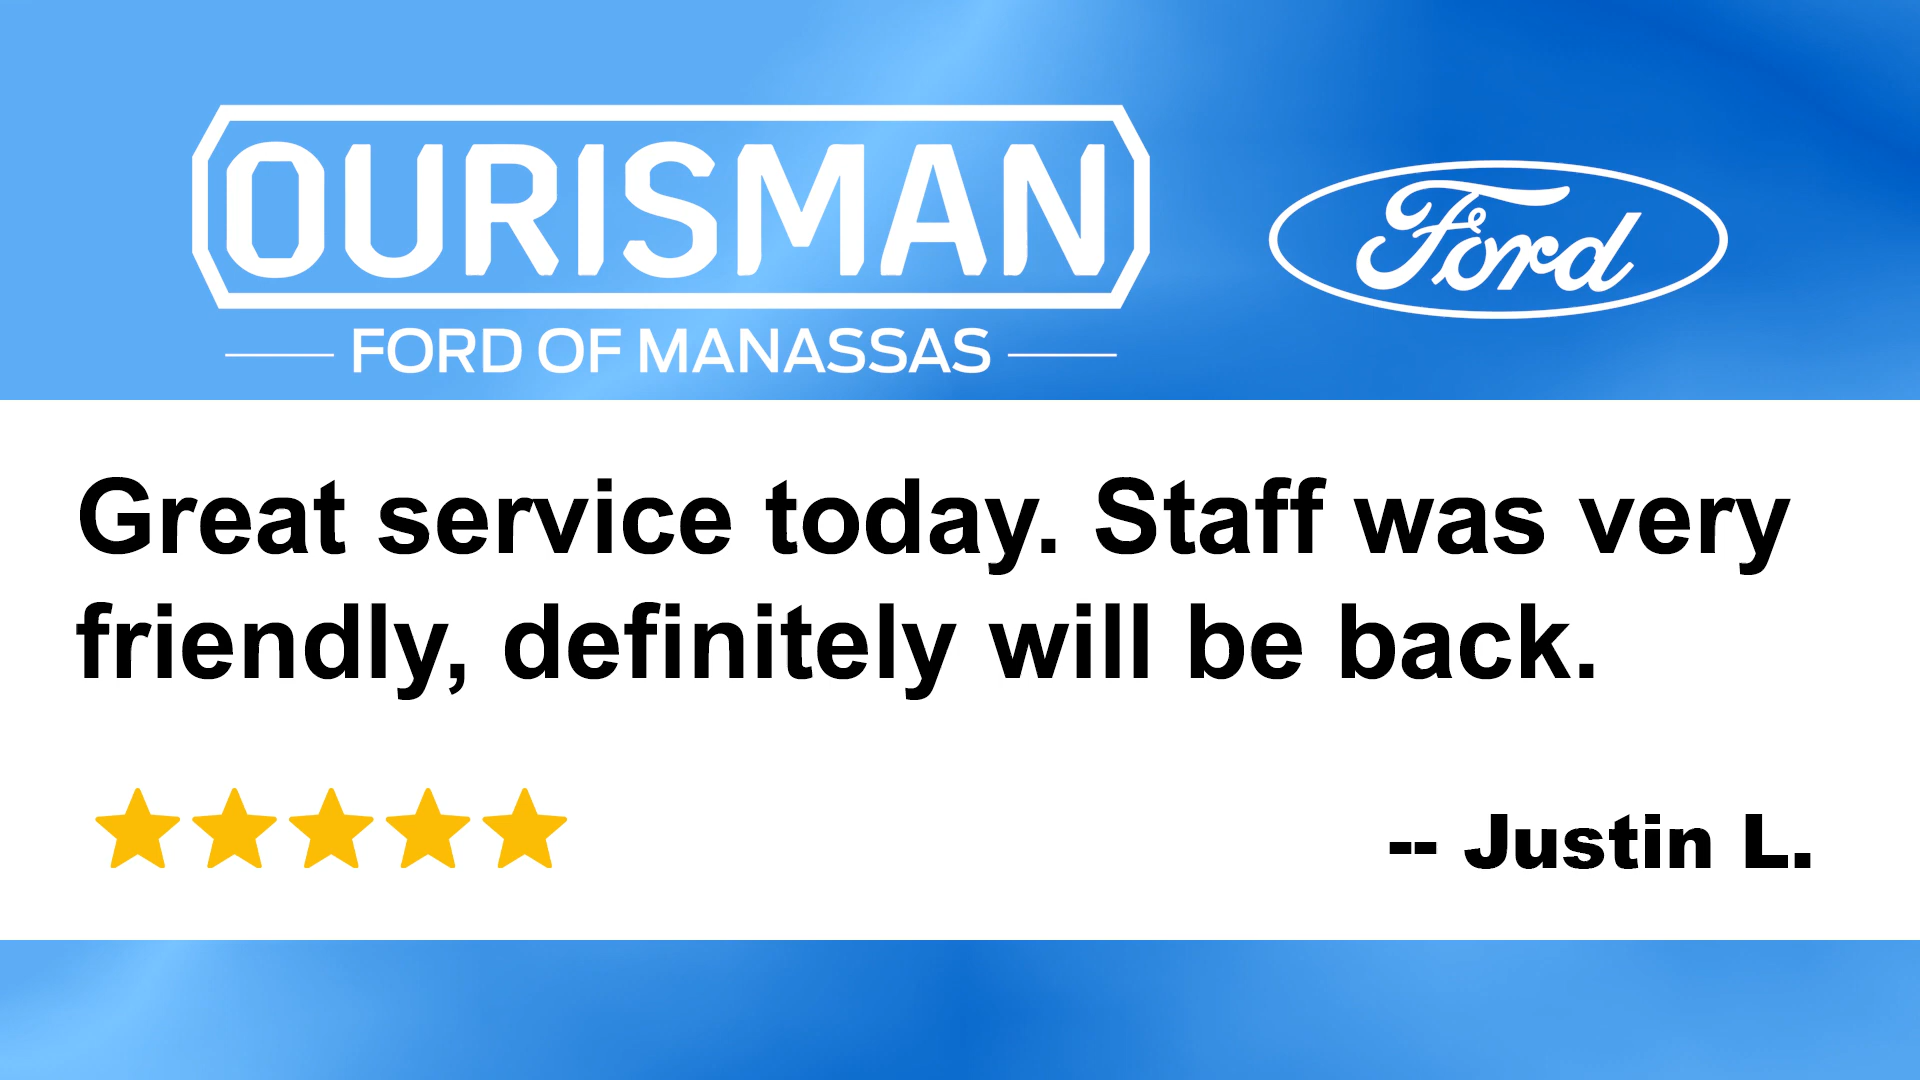 OURISMAN
FORD OF MANASSAS
Ford
Great service today. Staff was very
friendly, definitely will be back.
-- Justin L.